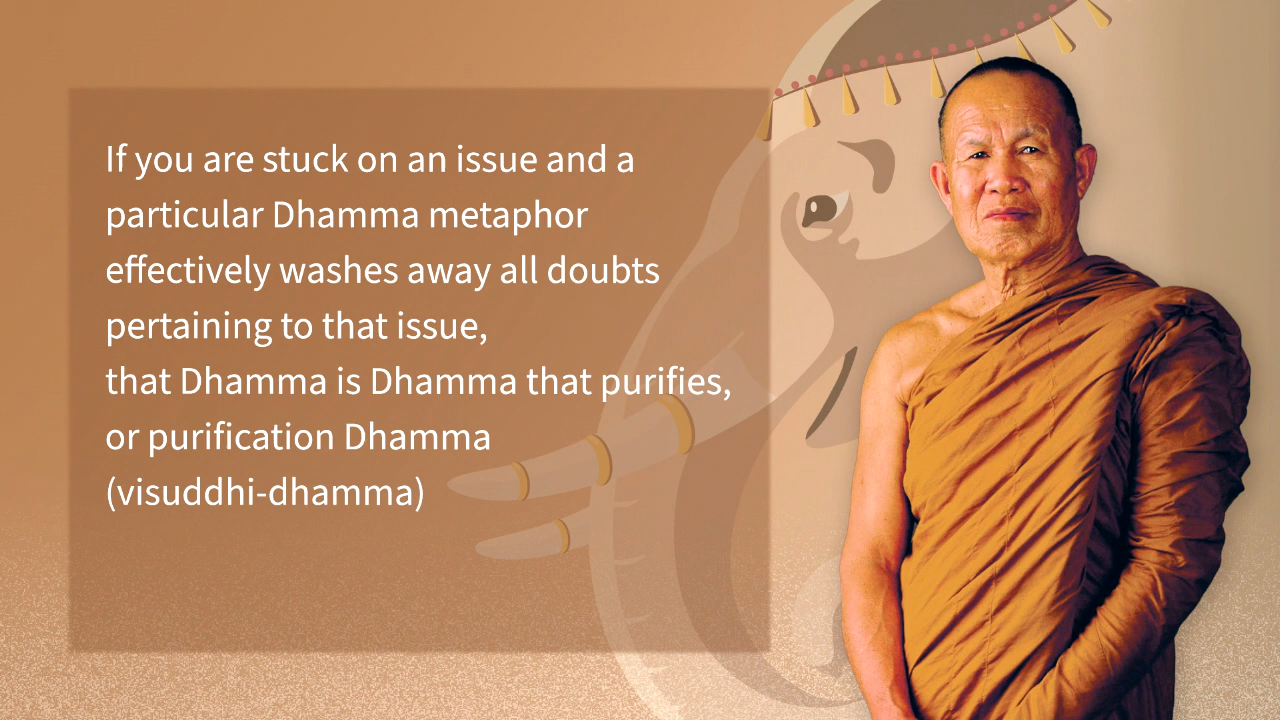 If you are stuck on an issue and a
particular Dhamma metaphor
effectively washes away all doubts
pertaining to that issue,
that Dhamma is Dhamma that purifies,
or purification Dhamma
(visuddhi-dhamma)